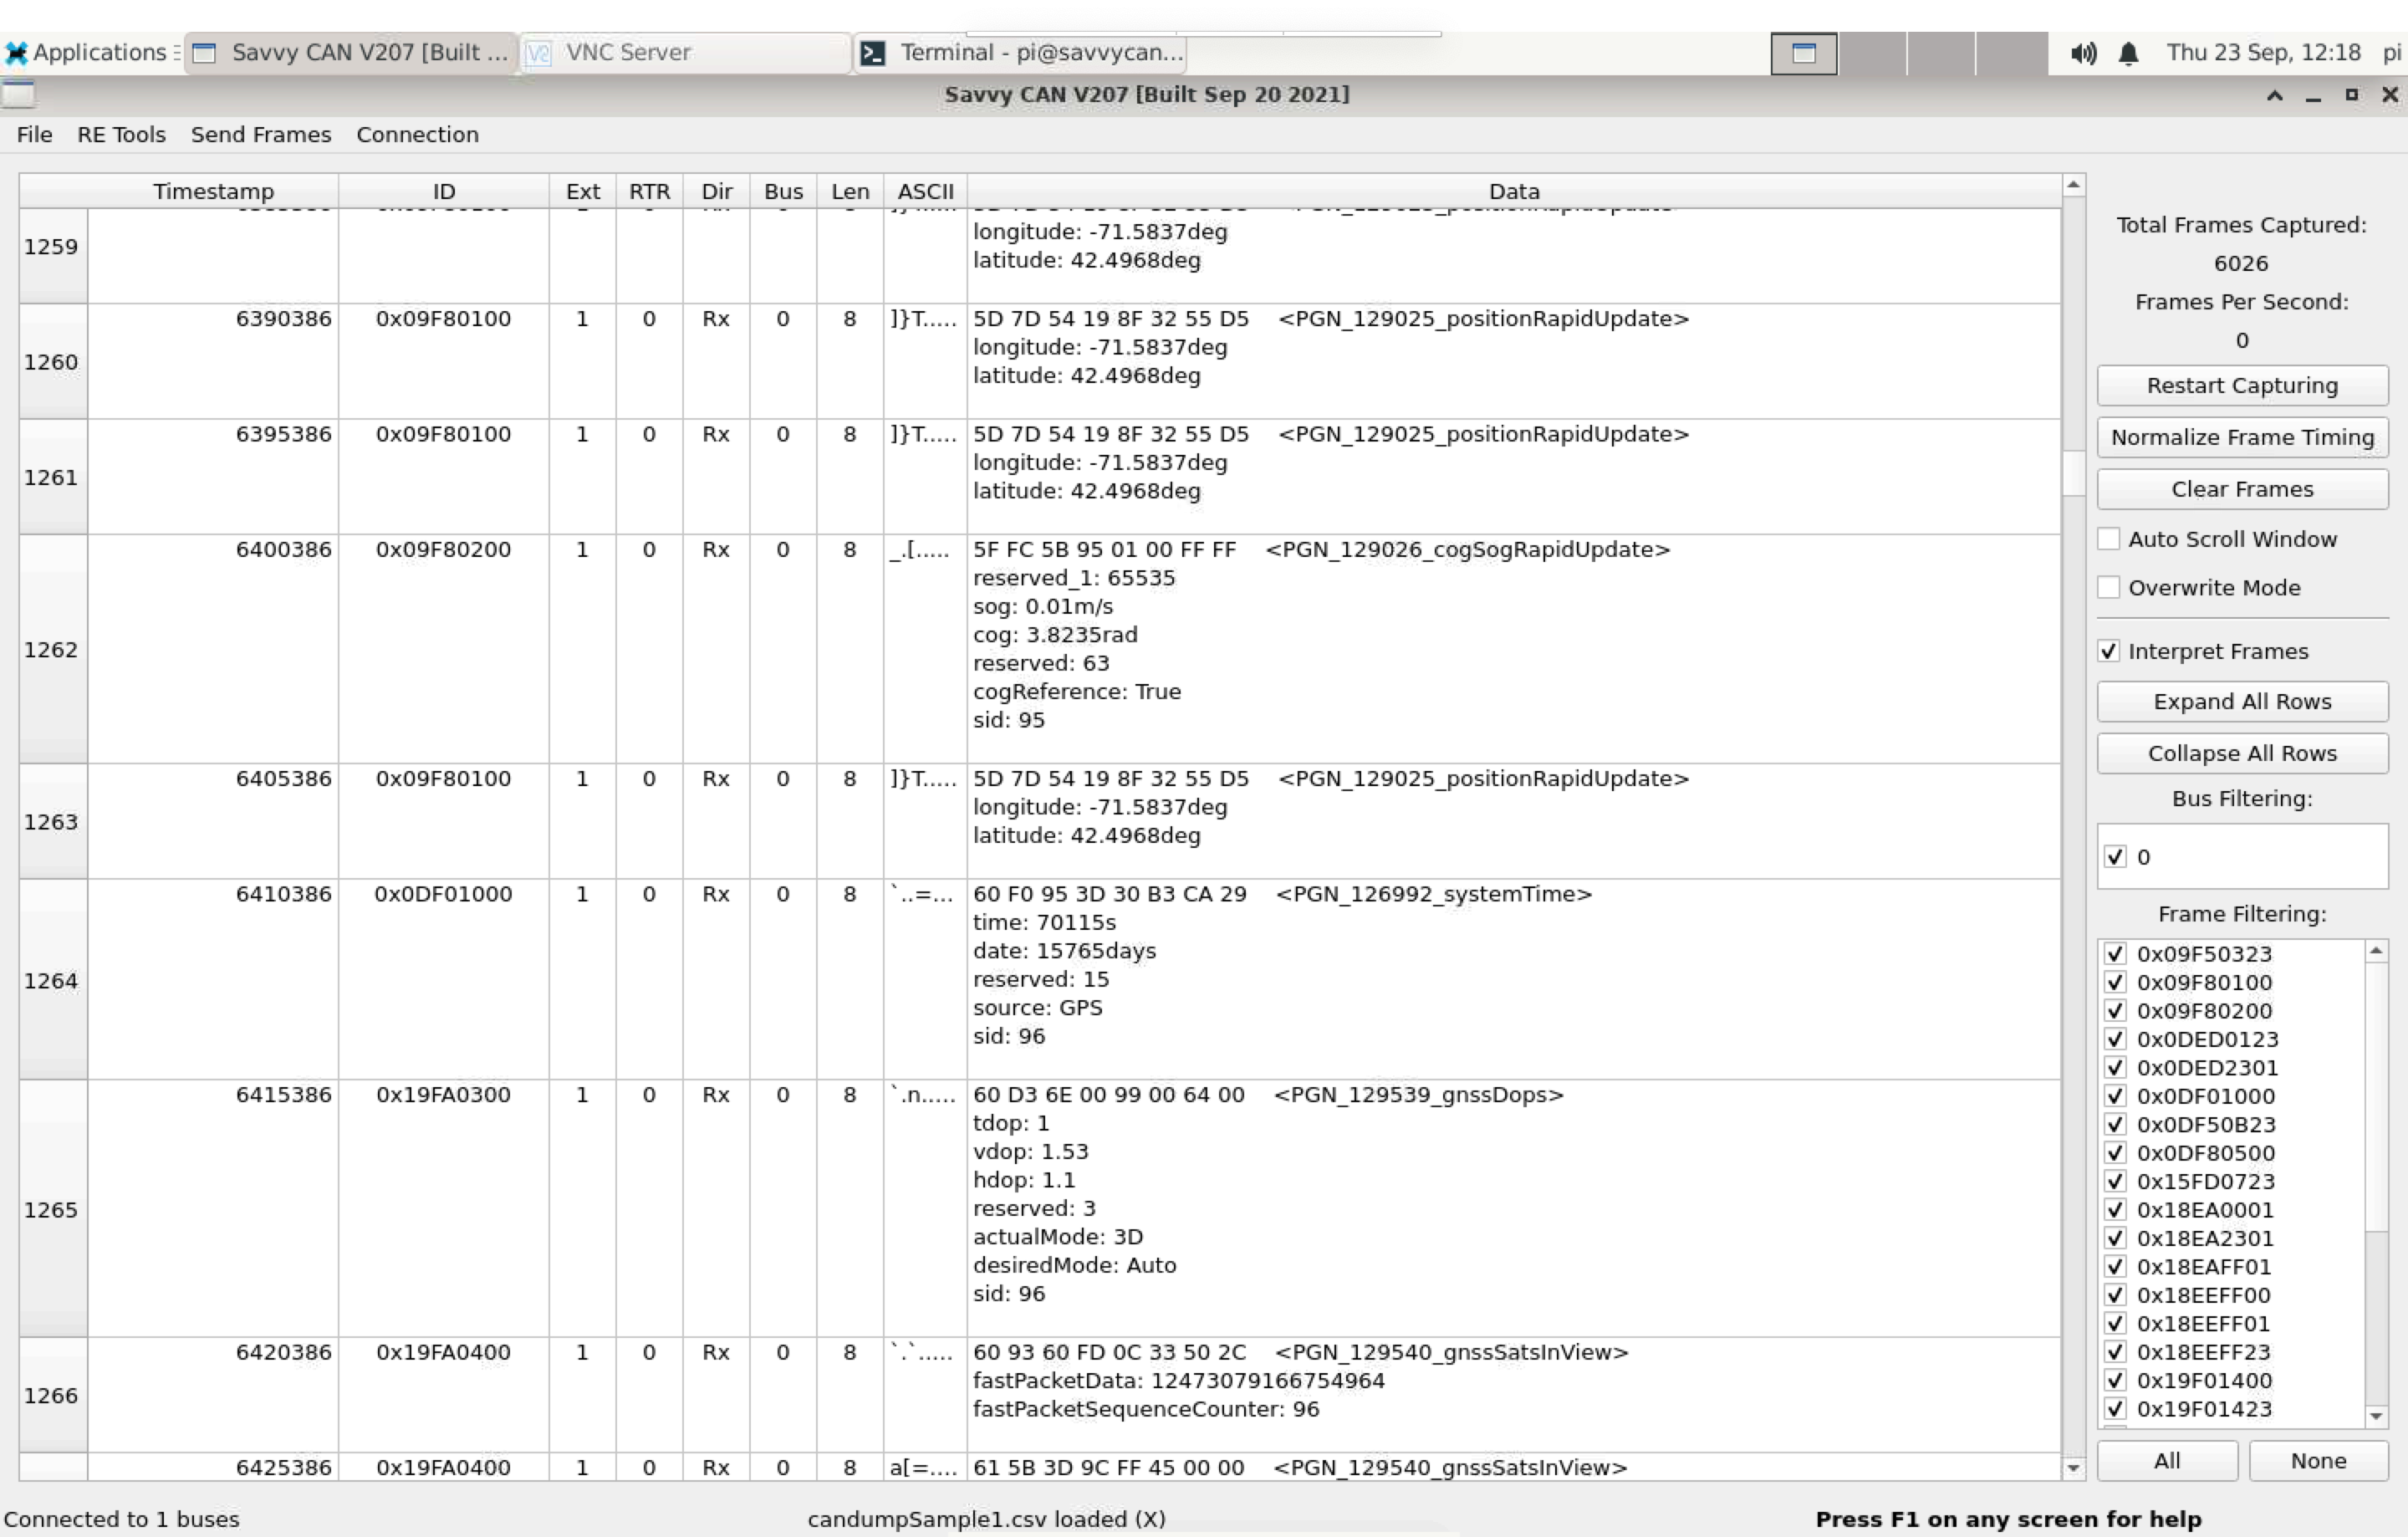 Applications
Savvy CAN V207 [Built ...
VNC Server
Terminal - pi@savvycan...
Thu 23 Sep, 12:18 pi
Savvy CAN V207 [Built Sep 20 2021]
File RE Tools Send Frames Connection
Timestamp ID Ext RTR Dir Bus Len ASCII Data
1259
longitude: -71.5837deg
latitude: 42.4968deg
1260 6390386 0x09F80100 1 0 Rx 0 8 ]}T..... 5D 7D 54 19 8F 32 55 D5 <PGN_129025_positionRapidUpdate>
longitude: -71.5837deg
latitude: 42.4968deg
1261 6395386 0x09F80100 1 0 Rx 0 8 ]}T..... 5D 7D 54 19 8F 32 55 D5 <PGN_129025_positionRapidUpdate>
longitude: -71.5837deg
latitude: 42.4968deg
1262 6400386 0x09F80200 1 0 Rx 0 8 _.[..... 5F FC 5B 95 01 00 FF FF <PGN_129026_cogSogRapidUpdate>
reserved_1: 65535
sog: 0.01m/s
cog: 3.8235rad
reserved: 63
cogReference: True
sid: 95
1263 6405386 0x09F80100 1 0 Rx 0 8 ]}T..... 5D 7D 54 19 8F 32 55 D5 <PGN_129025_positionRapidUpdate>
longitude: -71.5837deg
latitude: 42.4968deg
1264 6410386 0x0DF01000 1 0 Rx 0 8 `..=... 60 F0 95 3D 30 B3 CA 29 <PGN_126992_systemTime>
time: 70115s
date: 15765days
reserved: 15
source: GPS
sid: 96
1265 6415386 0x19FA0300 1 0 Rx 0 8 `.n..... 60 D3 6E 00 99 00 64 00 <PGN_129539_gnssDops>
tdop: 1
vdop: 1.53
hdop: 1.1
reserved: 3
actualMode: 3D
desiredMode: Auto
sid: 96
1266 6420386 0x19FA0400 1 0 Rx 0 8 `.`..... 60 93 60 FD 0C 33 50 2C <PGN_129540_gnssSatsInView>
fastPacketData: 12473079166754964
fastPacketSequenceCounter: 96
6425386 0x19FA0400 1 0 Rx 0 8 a[=.... 61 5B 3D 9C FF 45 00 00 <PGN_129540_gnssSatsInView>
Total Frames Captured:
6026
Frames Per Second:
0
Restart Capturing
Normalize Frame Timing
Clear Frames
Auto Scroll Window
Overwrite Mode
Interpret Frames
Expand All Rows
Collapse All Rows
Bus Filtering:
0
Frame Filtering:
0x09F50323
0x09F80100
0x09F80200
0x0DED0123
0x0DED2301
0x0DF01000
0x0DF50B23
0x0DF80500
0x15FD0723
0x18EA0001
0x18EA2301
0x18EAFF01
0x18EEFF00
0x18EEFF01
0x18EEFF23
0x19F01400
0x19F01423
All None
Connected to 1 buses
candumpSample1.csv loaded (X)
Press F1 on any screen for help